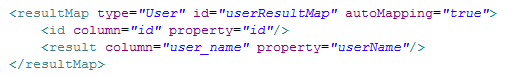 <resultMap type="User" id="userResultMap" autoMapping="true">
    <id column="id" property="id"/>
    <result column="user_name" property="userName"/>
</resultMap>